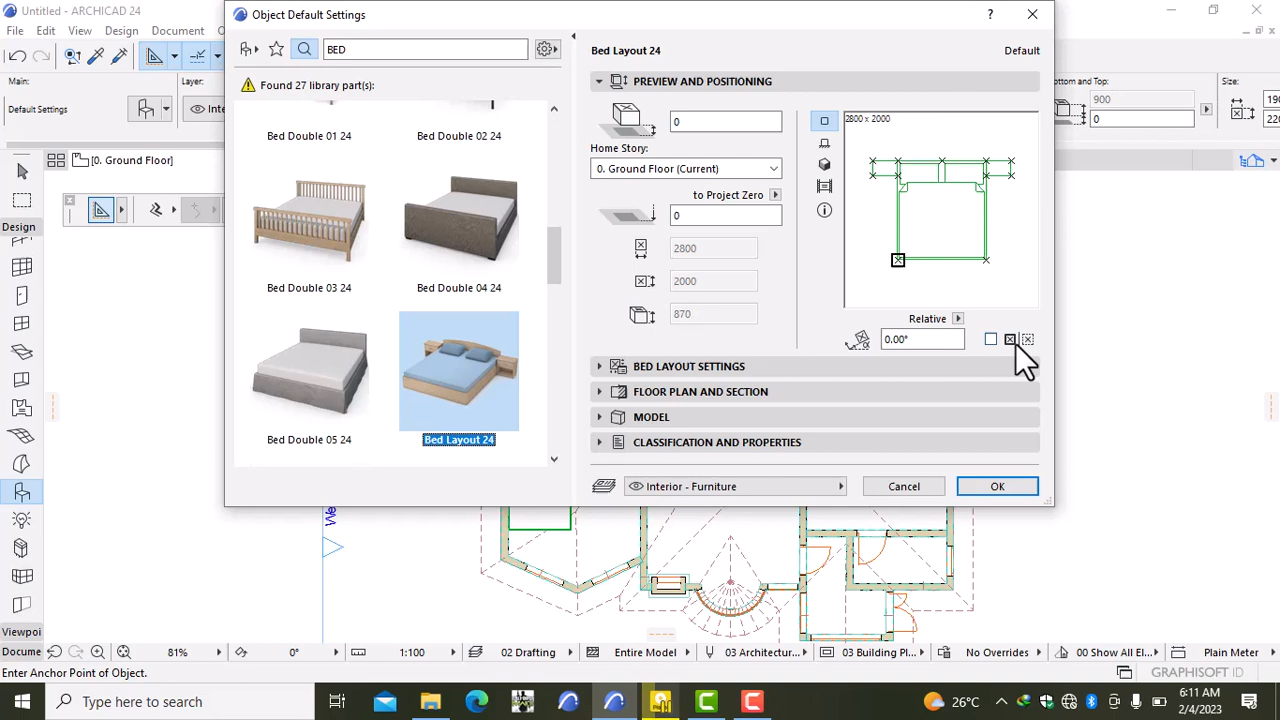 Untitled - ARCHICAD 24
File Edit View Design Document
Main: Layer:
Default Settings
Inte
[0. Ground Floor]
Design
Viewpoi
Docume
Object Default Settings
?
BED
Found 27 library part(s):
Bed Double 01 24
Bed Double 02 24
Bed Double 03 24
Bed Double 04 24
Bed Double 05 24
Bed Layout 24
Bed Layout 24
Default
PREVIEW AND POSITIONING
0
Home Story:
0. Ground Floor (Current)
to Project Zero
0
2800
2000
870
2800 x 2000
Relative
0.00°
BED LAYOUT SETTINGS
FLOOR PLAN AND SECTION
MODEL
CLASSIFICATION AND PROPERTIES
Interior - Furniture
Cancel
OK
ottom and Top:
900
0
Size:
190
220
81%
0°
1:100
02 Drafting
Entire Model
03 Architectur...
03 Building Pl...
No Overrides
00 Show All El...
Plain Meter
Enter Anchor Point of Object.
GRAPHISOFT ID
Type here to search
26°C
6:11 AM
2/4/2023